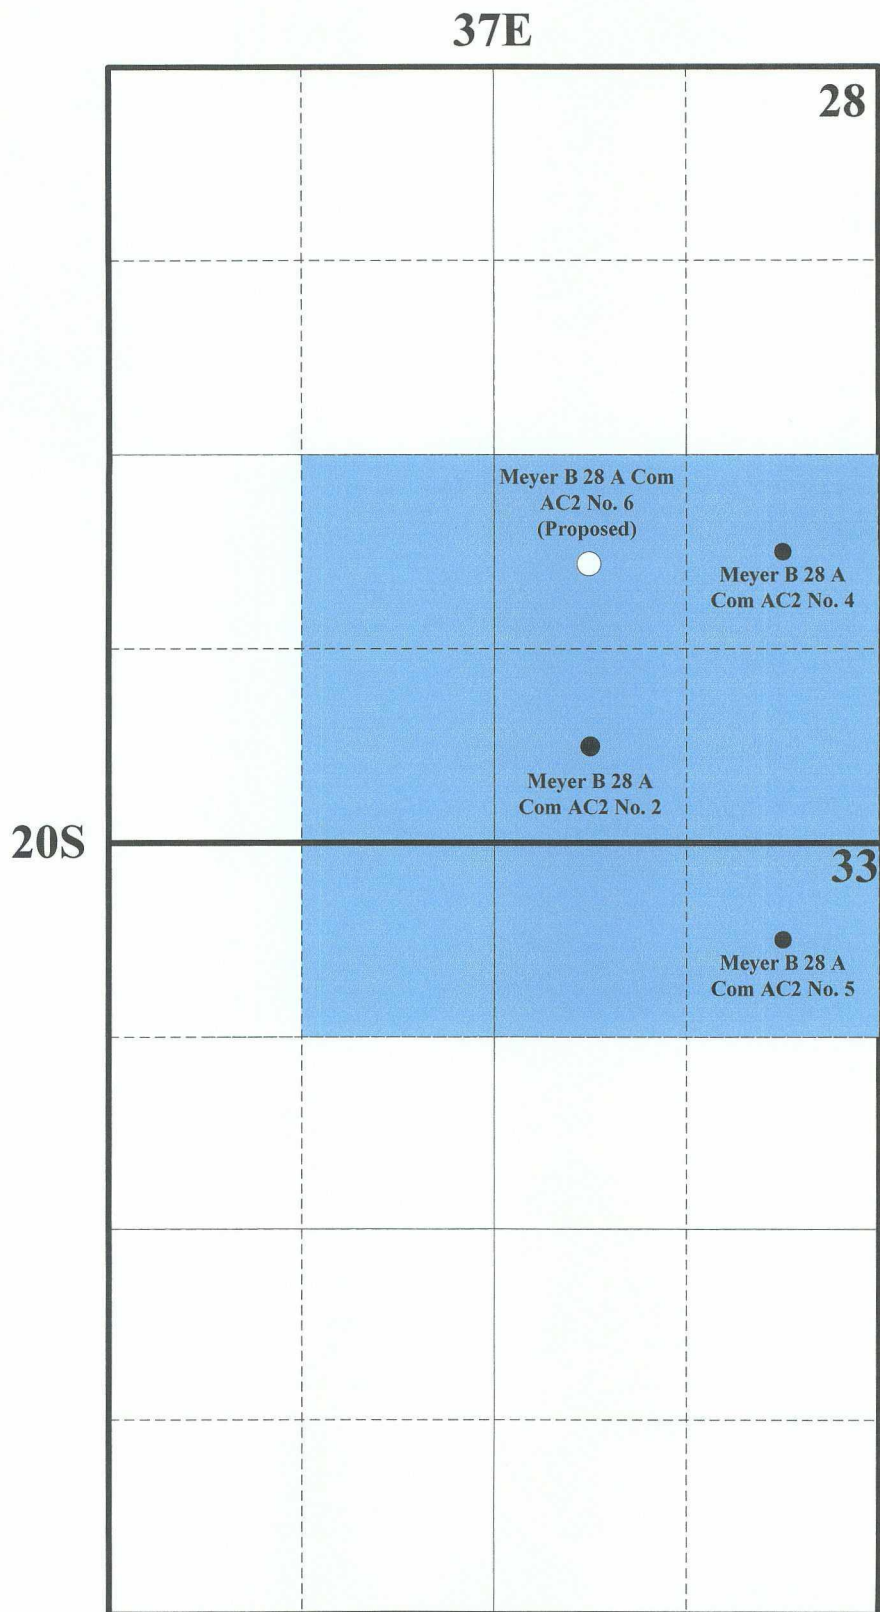 37E
28
Meyer B 28 A Com
AC2 No. 6
(Proposed)
Meyer B 28 A
Com AC2 No. 4
Meyer B 28 A
Com AC2 No. 2
20S
33
Meyer B 28 A
Com AC2 No. 5